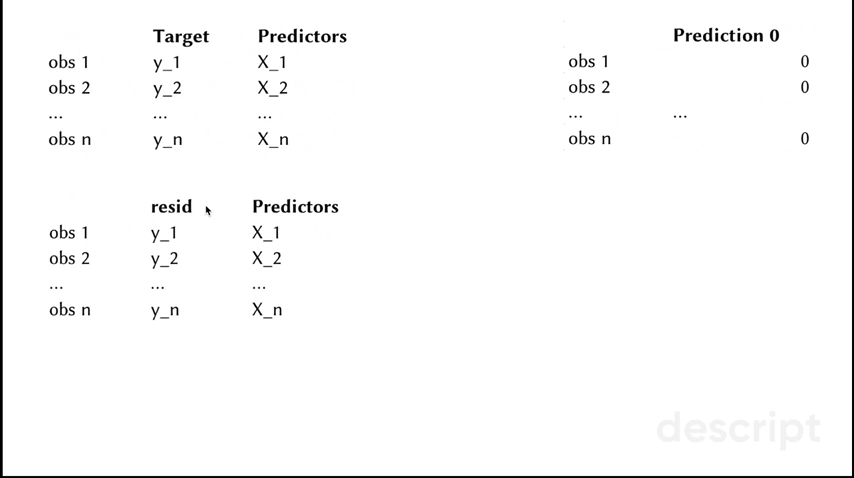 Target Predictors
obs 1 y_1 X_1
obs 2 y_2 X_2
... ... ...
obs n y_n X_n
Prediction 0
obs 1 0
obs 2 0
... ...
obs n 0
resid Predictors
obs 1 y_1 X_1
obs 2 y_2 X_2
... ... ...
obs n y_n X_n
descript